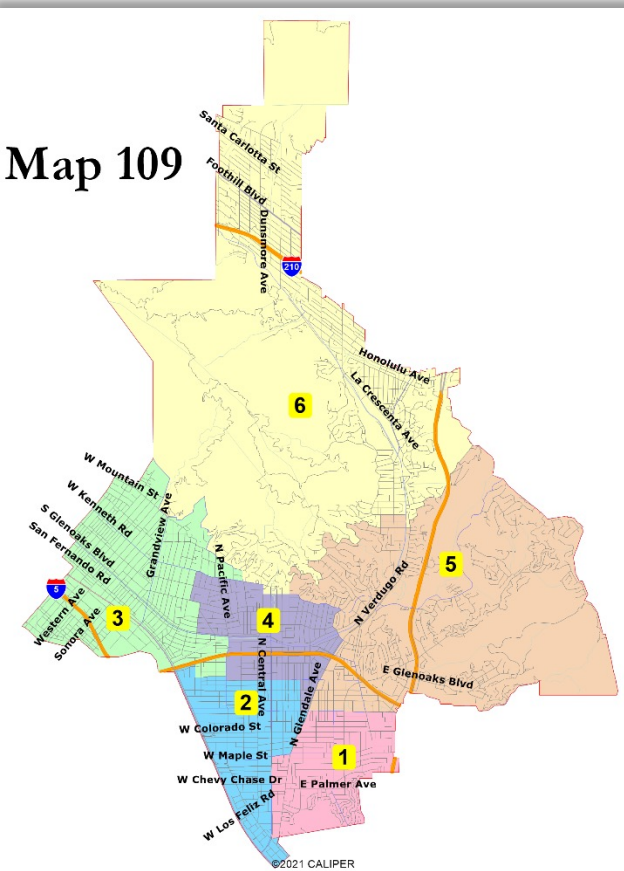 Map 109
Santa Carlotta St
Foothill Blvd
Dunsmore Ave
210
Honolulu Ave
La Crescenta Ave
6
W Mountain St
W Kenneth Rd
Grandview Ave
S Glenoaks Blvd
San Fernando Rd
N Pacific Ave
5
N Verdugo Rd
5
Western Ave
Sonora Ave
3
4
N Central Ave
E Glenoaks Blvd
N Glendale Ave
2
W Colorado St
W Maple St
1
W Chevy Chase Dr
E Palmer Ave
W Los Feliz Rd
©2021 CALIPER